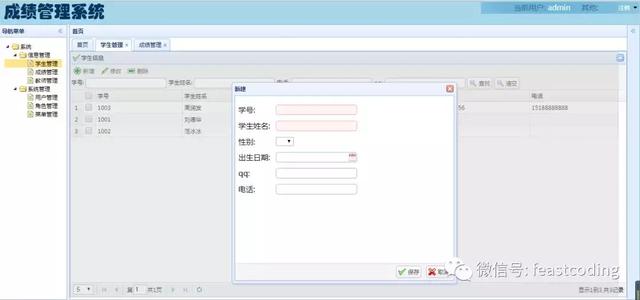 成绩管理系统
当前用户: admin 其他: 注销
导航菜单
首页
系统
信息管理
学生管理
成绩管理
教师管理
系统管理
用户管理
角色管理
菜单管理
首页 学生管理 成绩管理
学生信息
新增 修改 删除
学号: 学生姓名: 查找 清空
学号 学生姓名 电话
1 1003 周润发 56 15188888888
2 1001 刘德华
3 1002 范冰冰
新建
学号:
学生姓名:
性别:
出生日期:
qq:
电话:
保存 取消
5 第 1 共1页
显示1到3,共3记录
微信号: feastcoding